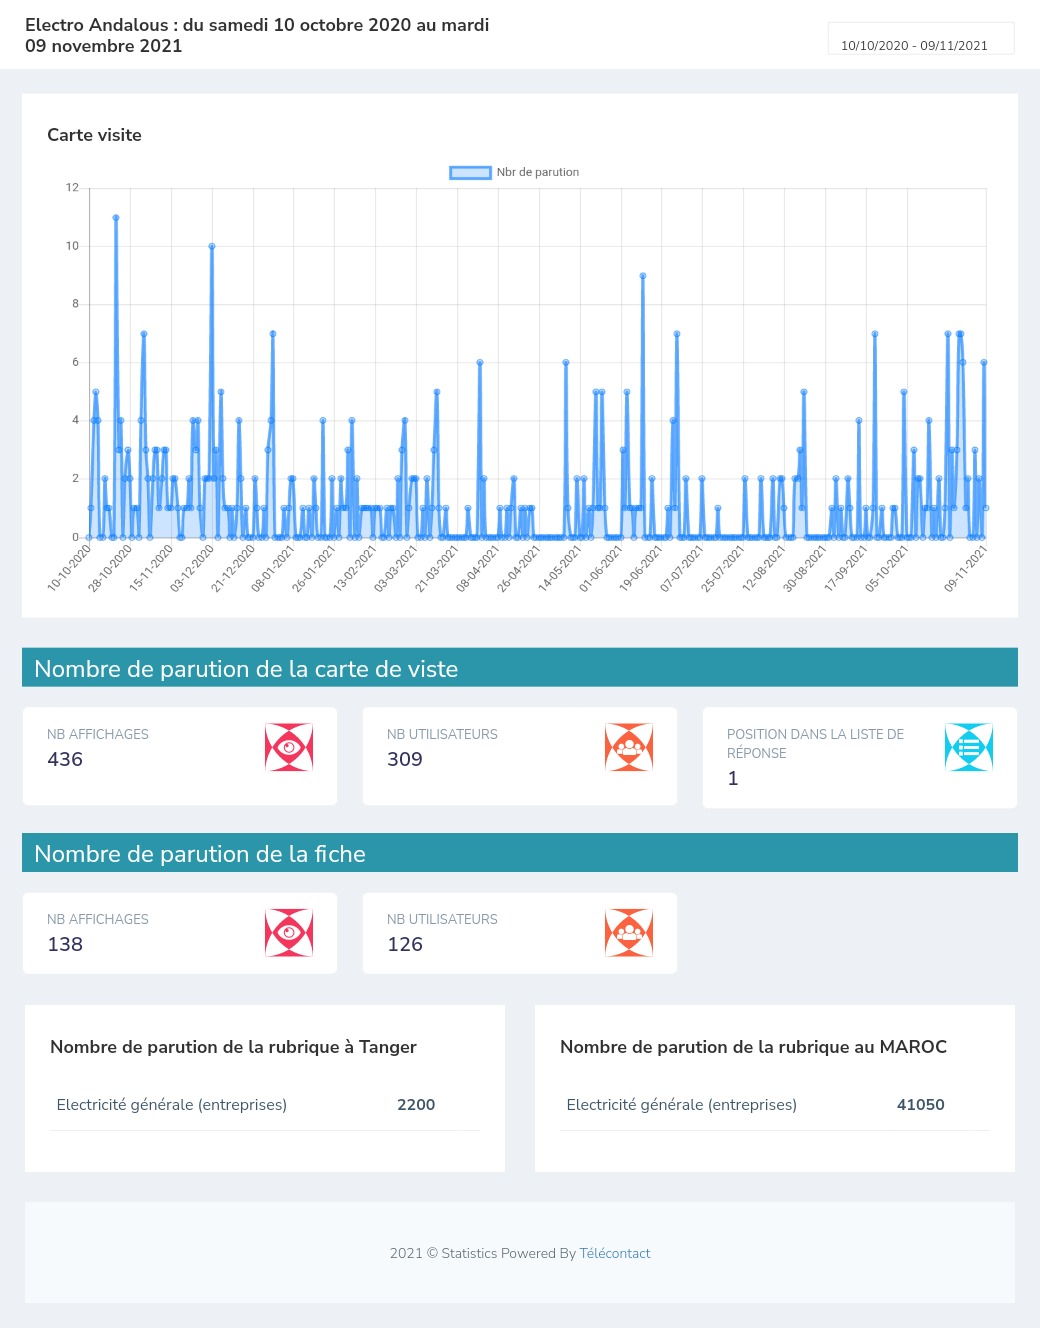 Electro Andalous : du samedi 10 octobre 2020 au mardi
09 novembre 2021
10/10/2020 - 09/11/2021
Carte visite
Nbr de parution
12
10
8
6
4
2
0
10-10-2020
28-10-2020
15-11-2020
03-12-2020
21-12-2020
08-01-2021
26-01-2021
13-02-2021
03-03-2021
21-03-2021
08-04-2021
26-04-2021
14-05-2021
01-06-2021
19-06-2021
07-07-2021
25-07-2021
12-08-2021
30-08-2021
17-09-2021
05-10-2021
09-11-2021
Nombre de parution de la carte de viste
NB AFFICHAGES
436
NB UTILISATEURS
309
POSITION DANS LA LISTE DE
RÉPONSE
1
Nombre de parution de la fiche
NB AFFICHAGES
138
NB UTILISATEURS
126
Nombre de parution de la rubrique à Tanger
Electricité générale (entreprises) 2200
Nombre de parution de la rubrique au MAROC
Electricité générale (entreprises) 41050
2021 © Statistics Powered By Télécontact